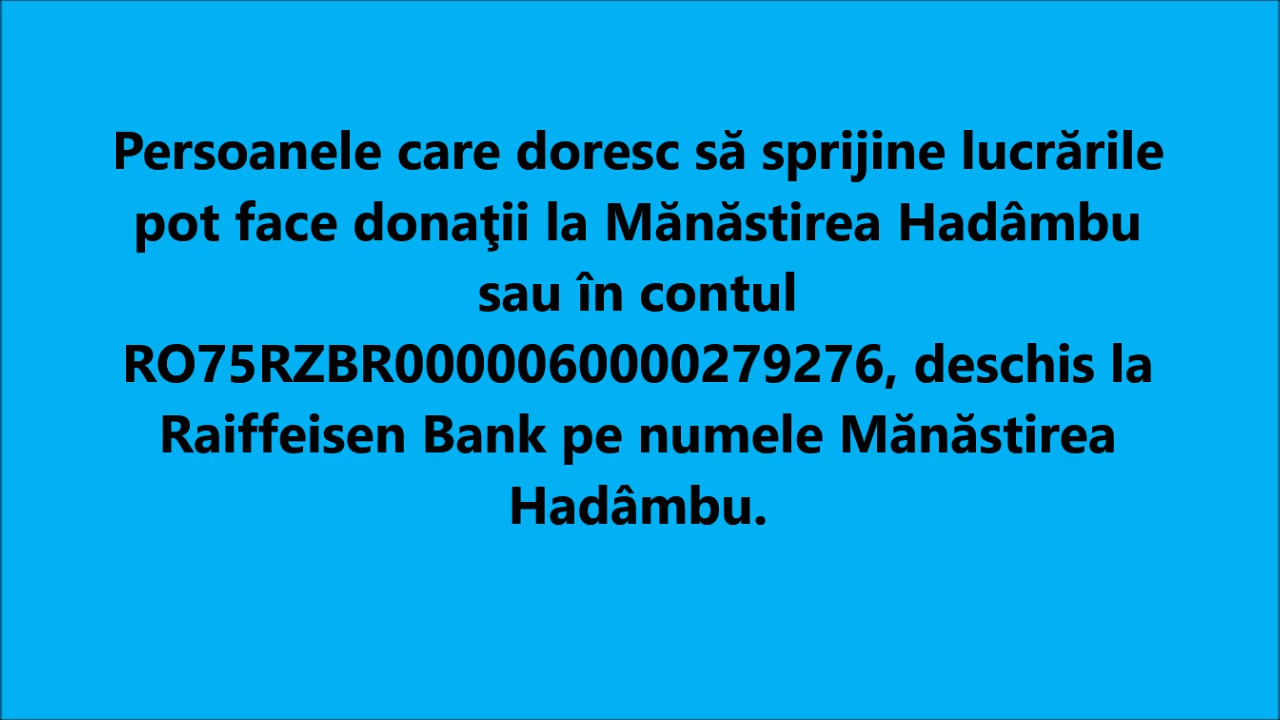 Persoanele care doresc să sprijine lucrările
pot face donaţii la Mănăstirea Hadâmbu
sau în contul
RO75RZBR0000060000279276, deschis la
Raiffeisen Bank pe numele Mănăstirea
Hadâmbu.